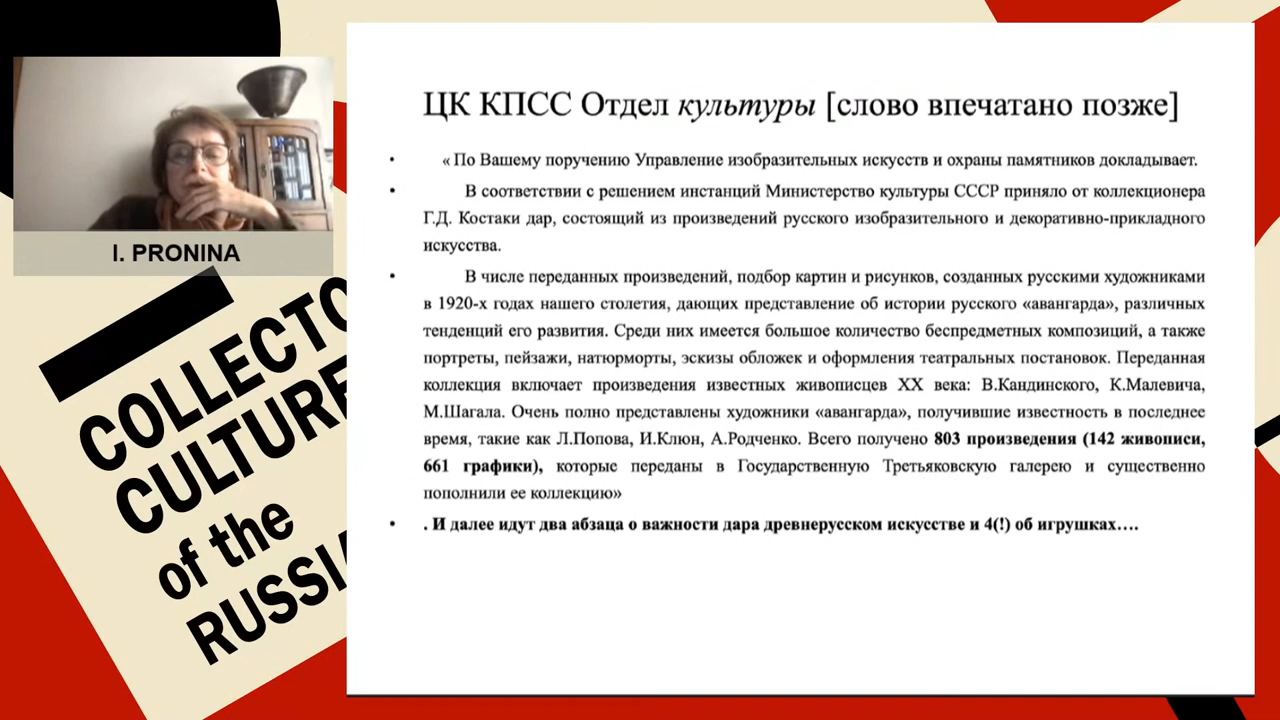 I. PRONINA
COLLECTO
CULTURE
of the
RUSSIA
ЦК КПСС Отдел культуры [слово впечатано позже]
• « По Вашему поручению Управление изобразительных искусств и охраны памятников докладывает.
• В соответствии с решением инстанций Министерство культуры СССР приняло от коллекционера
Г.Д. Костаки дар, состоящий из произведений русского изобразительного и декоративно-прикладного
искусства.
• В числе переданных произведений, подбор картин и рисунков, созданных русскими художниками
в 1920-х годах нашего столетия, дающих представление об истории русского «авангарда», различных
тенденций его развития. Среди них имеется большое количество беспредметных композиций, а также
портреты, пейзажи, натюрморты, эскизы обложек и оформления театральных постановок. Переданная
коллекция включает произведения известных живописцев XX века: В.Кандинского, К.Малевича,
М.Шагала. Очень полно представлены художники «авангарда», получившие известность в последнее
время, такие как Л.Попова, И.Клюн, А.Родченко. Всего получено 803 произведения (142 живописи,
661 графики), которые переданы в Государственную Третьяковскую галерею и существенно
пополнили ее коллекцию»
• . И далее идут два абзаца о важности дара древнерусском искусстве и 4(!) об игрушках….